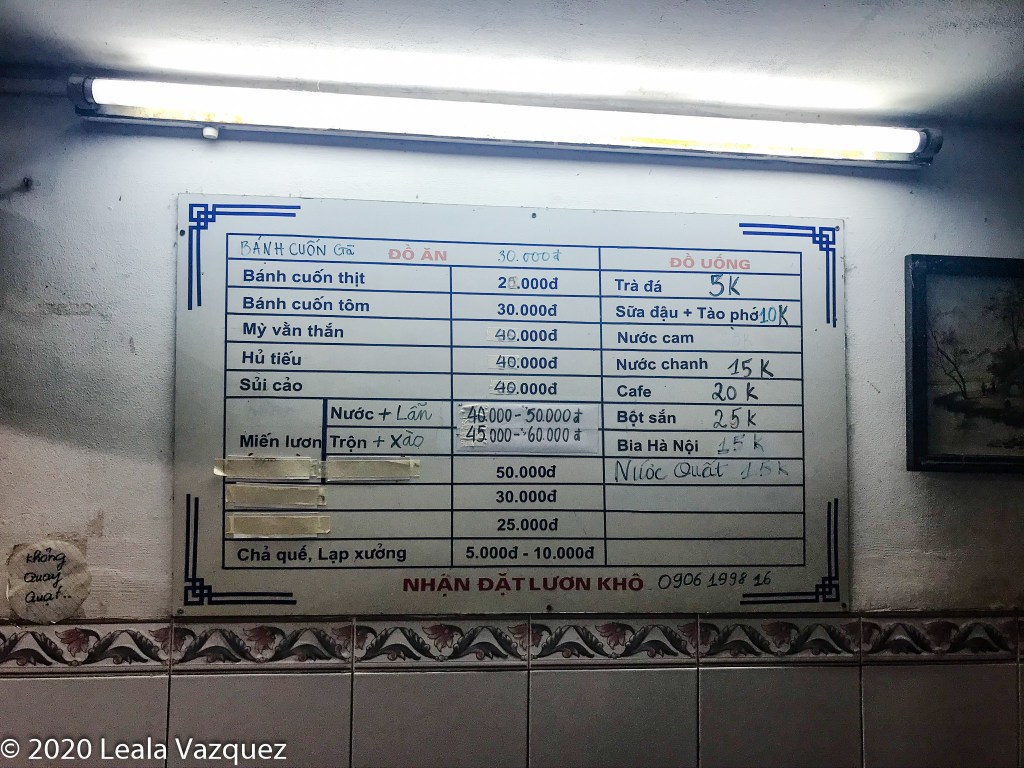 BÁNH CUỐN Gà ĐỒ ĂN 30.000đ ĐỒ UỐNG
Bánh cuốn thịt 25.000đ Trà đá 5K
Bánh cuốn tôm 30.000đ Sữa đậu + Tào phớ 10K
Mỳ vằn thắn 40.000đ Nước cam
Hủ tiếu 40.000đ Nước chanh 15K
Sủi cảo 40.000đ Cafe 20K
Nước + Lẩn 40.000 - 50.000đ Bột sắn 25K
Miến lươn Trộn + xào 45.000 - 60.000đ Bia Hà Nội 15K
50.000đ Nước Quất 15K
30.000đ
25.000đ
Chả quế, Lạp xưởng 5.000đ - 10.000đ
NHẬN ĐẶT LƯƠN KHÔ 0906 1998 16
Không
Quay
Quạt..
© 2020 Leala Vazquez